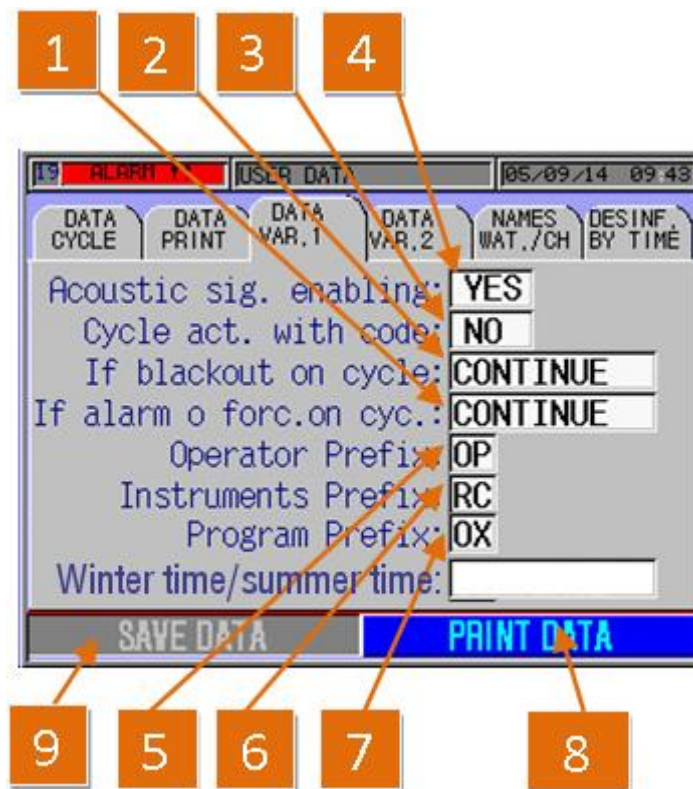 1 2 3 4
19 ALARM USER DATA 05/09/14 09:43
DATA CYCLE DATA PRINT DATA VAR.1 DATA VAR.2 NAMES WAT./CH DESINF. BY TIME
Acoustic sig. enabling: YES
Cycle act. with code: NO
If blackout on cycle: CONTINUE
If alarm o forc.on cyc.: CONTINUE
Operator Prefix: OP
Instruments Prefix: RC
Program Prefix: OX
Winter time/summer time:
SAVE DATA PRINT DATA
9 5 6 7 8